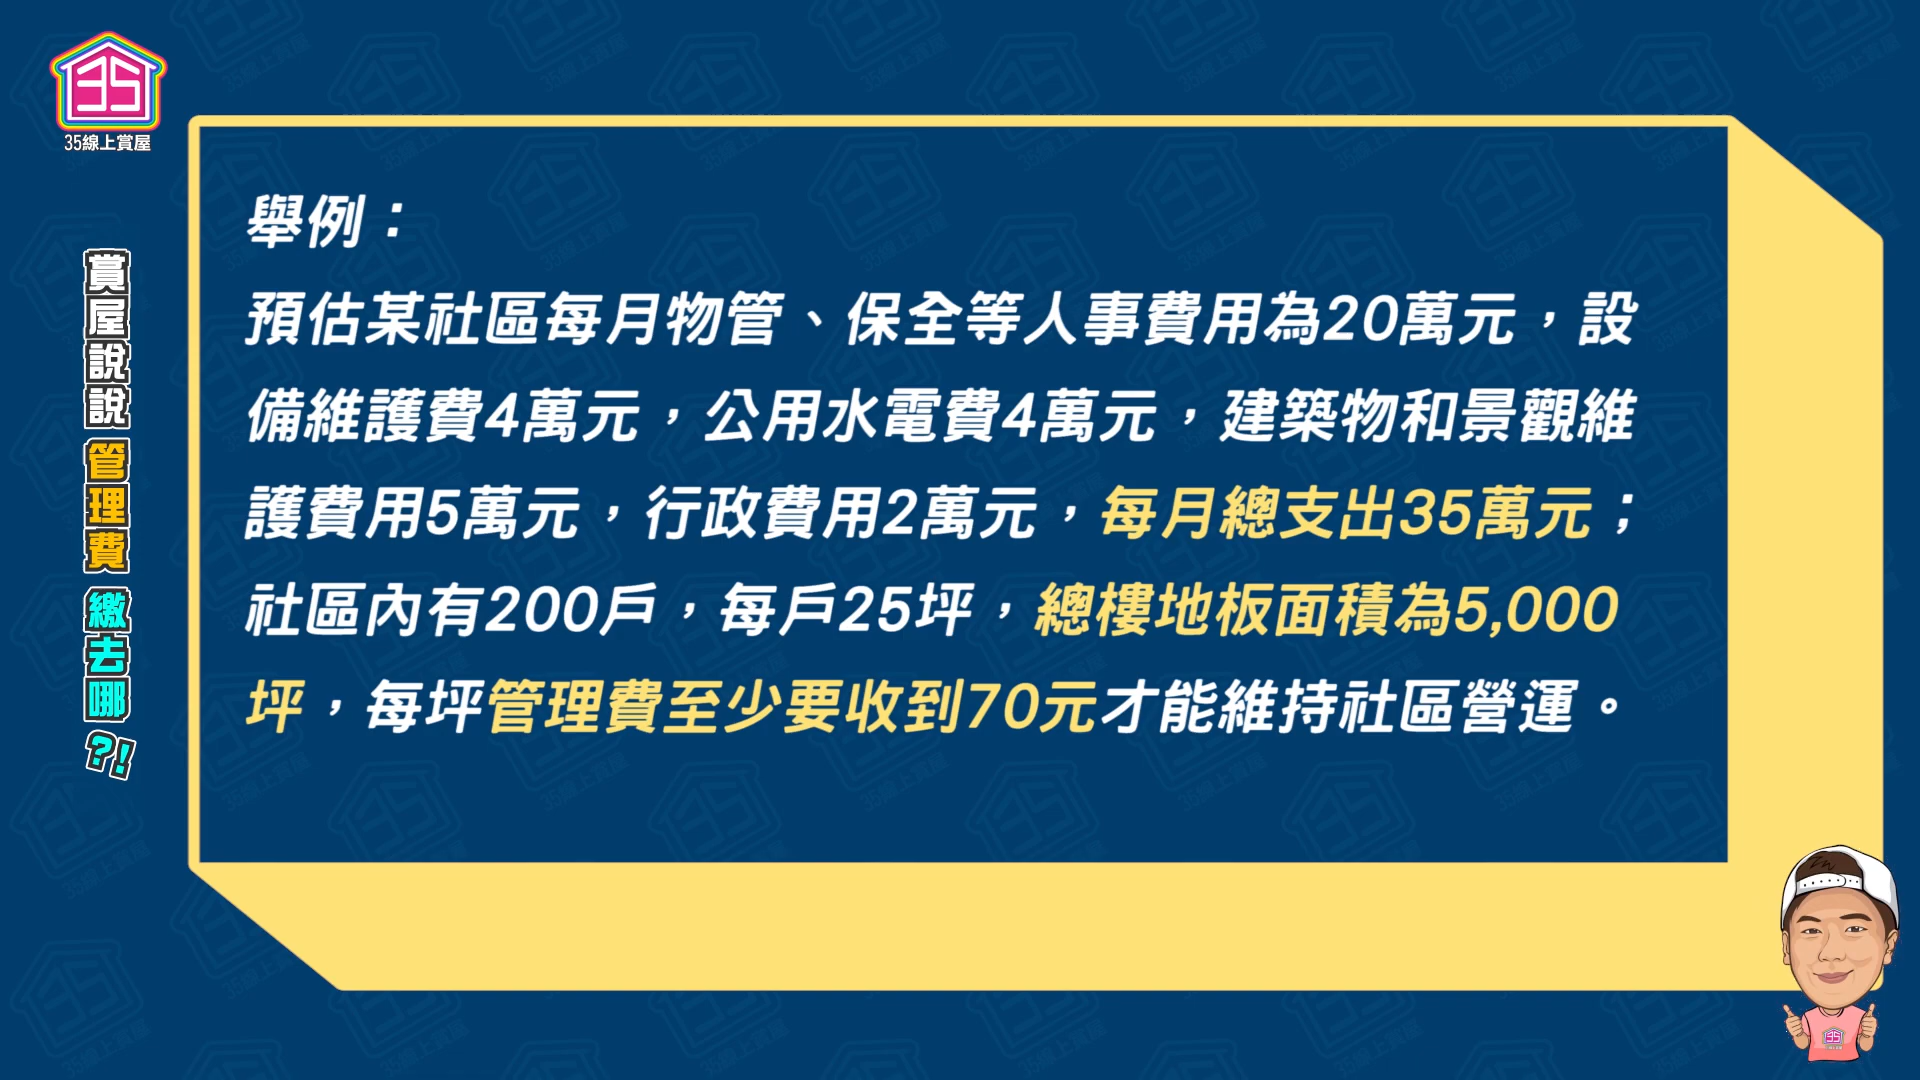 35
35線上賞屋
賞屋說說 管理費 繳去哪?!
舉例：
預估某社區每月物管、保全等人事費用為20萬元，設
備維護費4萬元，公用水電費4萬元，建築物和景觀維
護費用5萬元，行政費用2萬元，每月總支出35萬元；
社區內有200戶，每戶25坪，總樓地板面積為5,000
坪，每坪管理費至少要收到70元才能維持社區營運。
35